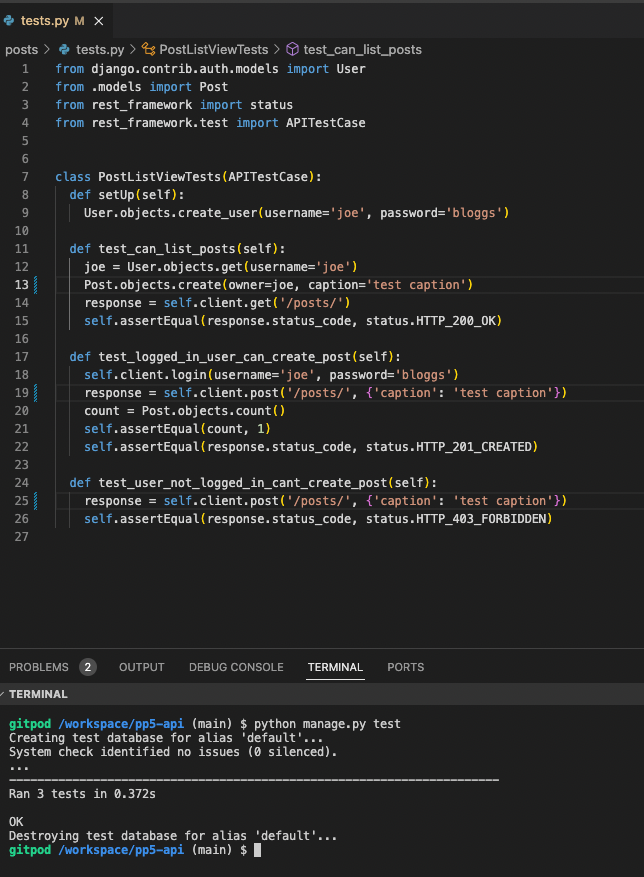 tests.py M ×
posts > tests.py > PostListViewTests > test_can_list_posts
1 from django.contrib.auth.models import User
2 from .models import Post
3 from rest_framework import status
4 from rest_framework.test import APITestCase
5
6
7 class PostListViewTests(APITestCase):
8   def setUp(self):
9     User.objects.create_user(username='joe', password='bloggs')
10
11   def test_can_list_posts(self):
12     joe = User.objects.get(username='joe')
13     Post.objects.create(owner=joe, caption='test caption')
14     response = self.client.get('/posts/')
15     self.assertEqual(response.status_code, status.HTTP_200_OK)
16
17   def test_logged_in_user_can_create_post(self):
18     self.client.login(username='joe', password='bloggs')
19     response = self.client.post('/posts/', {'caption': 'test caption'})
20     count = Post.objects.count()
21     self.assertEqual(count, 1)
22     self.assertEqual(response.status_code, status.HTTP_201_CREATED)
23
24   def test_user_not_logged_in_cant_create_post(self):
25     response = self.client.post('/posts/', {'caption': 'test caption'})
26     self.assertEqual(response.status_code, status.HTTP_403_FORBIDDEN)
27
PROBLEMS 2 OUTPUT DEBUG CONSOLE TERMINAL PORTS
TERMINAL
gitpod /workspace/pp5-api (main) $ python manage.py test
Creating test database for alias 'default'...
System check identified no issues (0 silenced).
...
----------------------------------------------------------------------
Ran 3 tests in 0.372s

OK
Destroying test database for alias 'default'...
gitpod /workspace/pp5-api (main) $